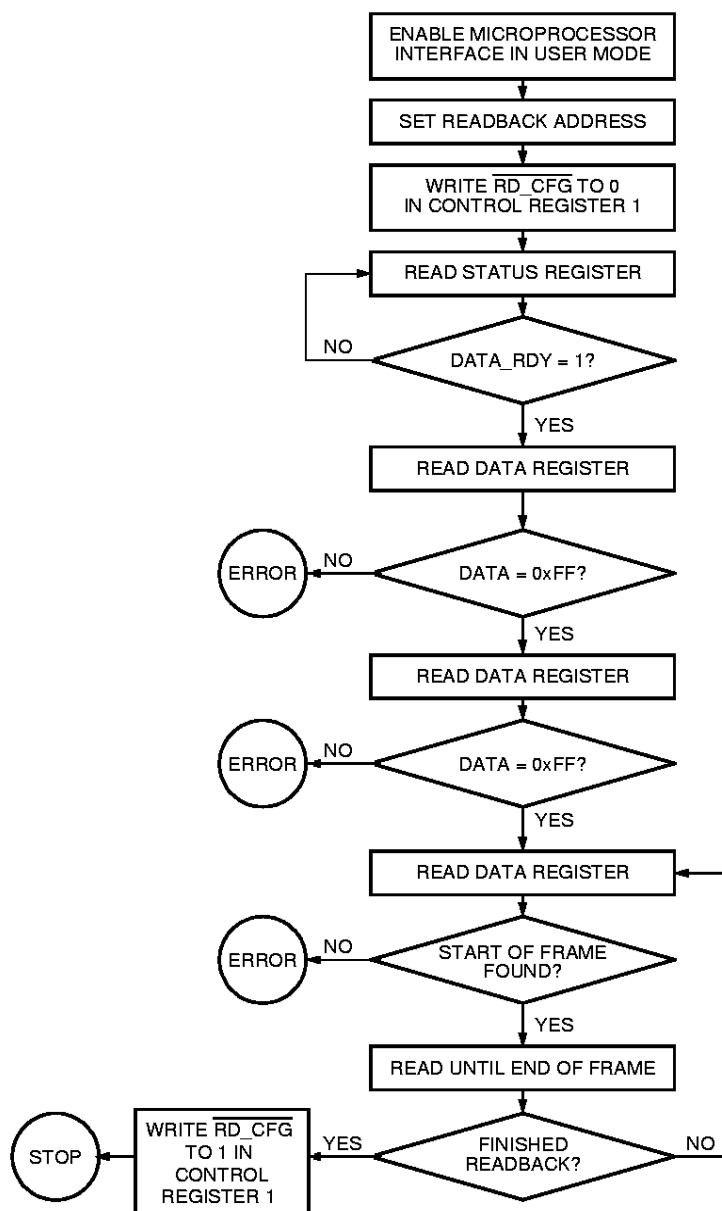 ENABLE MICROPROCESSOR
INTERFACE IN USER MODE
SET READBACK ADDRESS
WRITE RD_CFG TO 0
IN CONTROL REGISTER 1
READ STATUS REGISTER
NO
DATA_RDY = 1?
YES
READ DATA REGISTER
ERROR
NO
DATA = 0xFF?
YES
READ DATA REGISTER
ERROR
NO
DATA = 0xFF?
YES
READ DATA REGISTER
ERROR
NO
START OF FRAME
FOUND?
YES
READ UNTIL END OF FRAME
STOP
WRITE RD_CFG
TO 1 IN
CONTROL
REGISTER 1
YES
FINISHED
READBACK?
NO